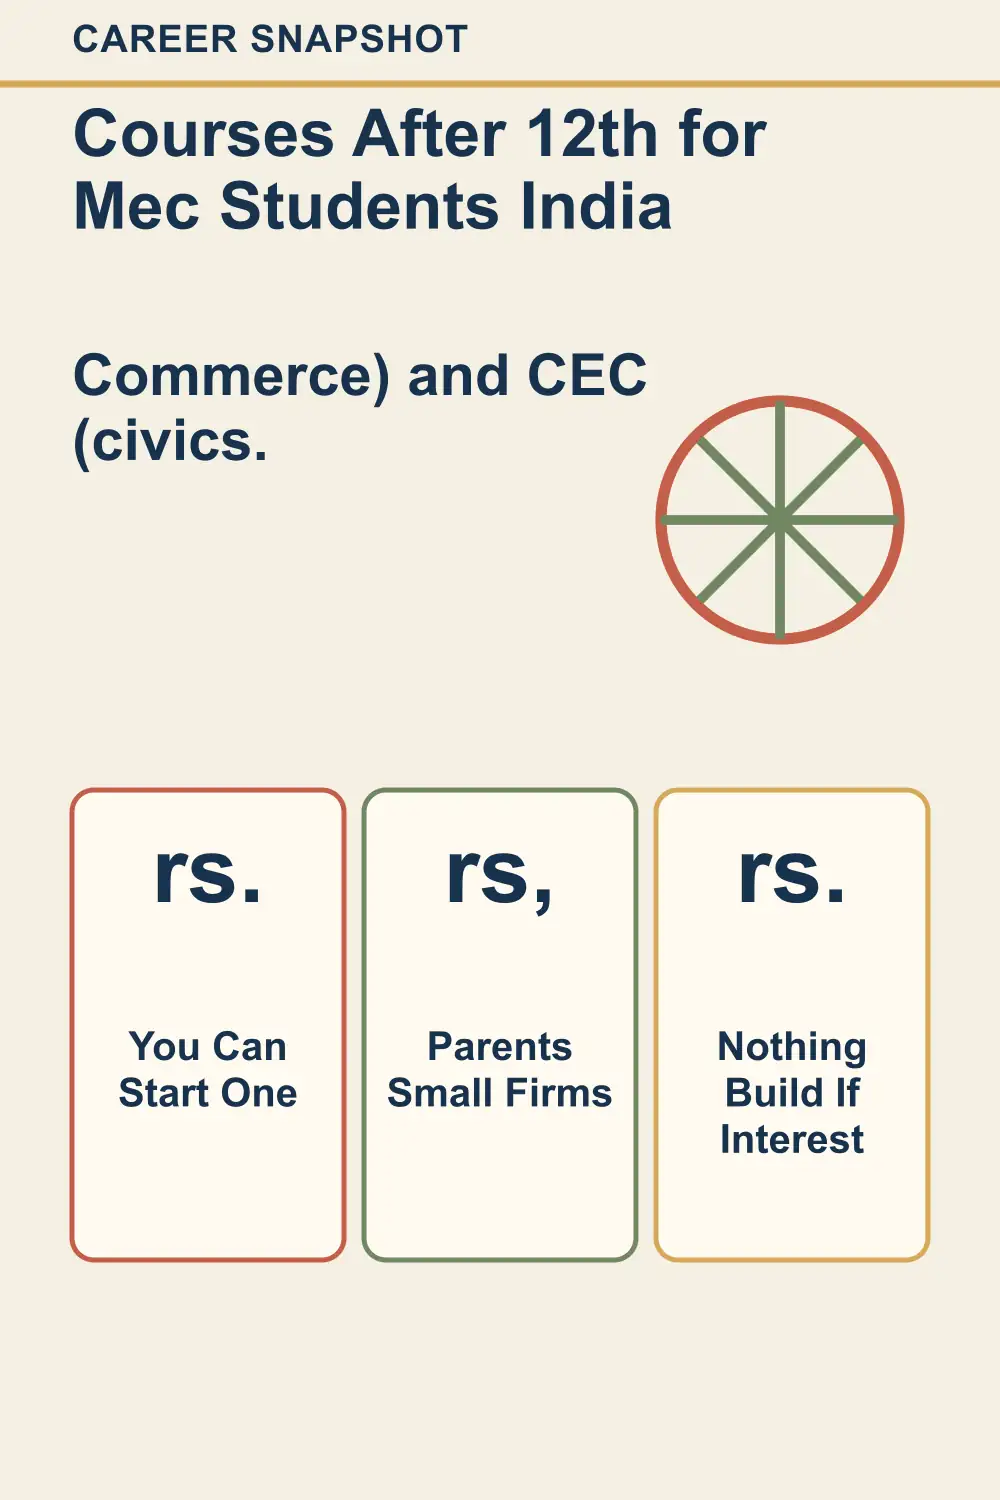 CAREER SNAPSHOT
Courses After 12th for
Mec Students India
Commerce) and CEC
(civics.
rs.
You Can
Start One
rs,
Parents
Small Firms
rs.
Nothing
Build If
Interest